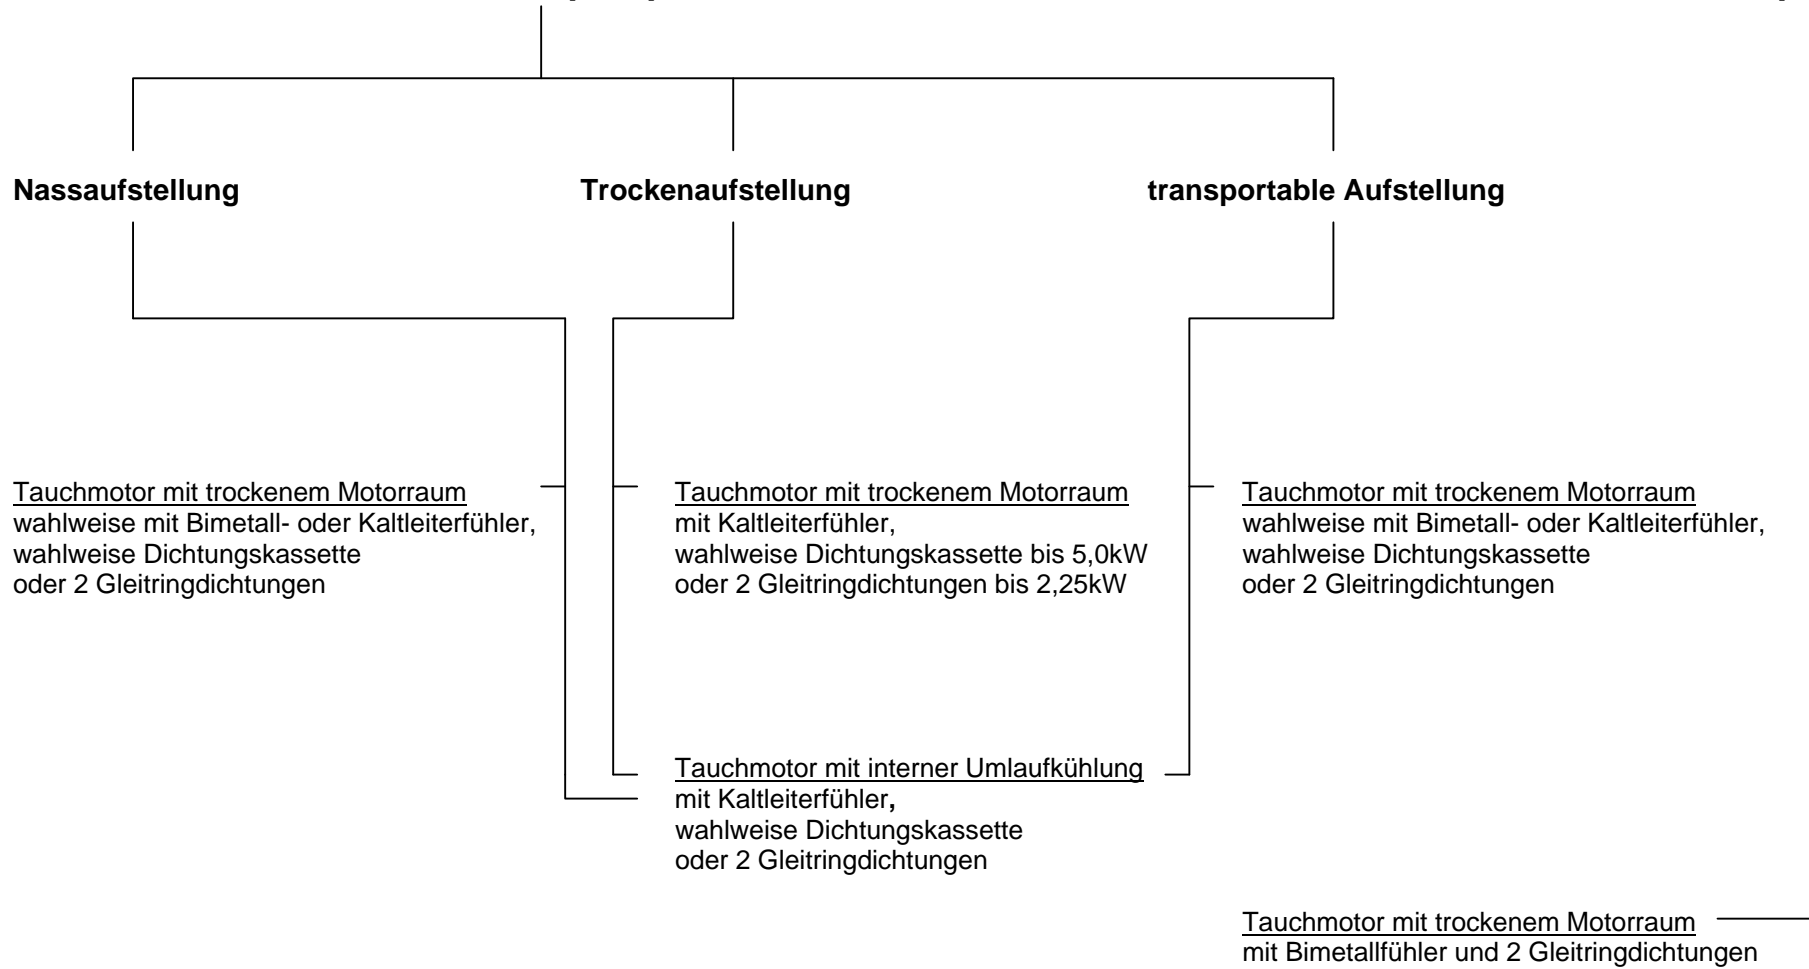 Nassaufstellung
Trockenaufstellung
transportable Aufstellung
Tauchmotor mit trockenem Motorraum
wahlweise mit Bimetall- oder Kaltleiterfühler,
wahlweise Dichtungskassette
oder 2 Gleitringdichtungen
Tauchmotor mit trockenem Motorraum
mit Kaltleiterfühler,
wahlweise Dichtungskassette bis 5,0kW
oder 2 Gleitringdichtungen bis 2,25kW
Tauchmotor mit trockenem Motorraum
wahlweise mit Bimetall- oder Kaltleiterfühler,
wahlweise Dichtungskassette
oder 2 Gleitringdichtungen
Tauchmotor mit interner Umlaufkühlung
mit Kaltleiterfühler,
wahlweise Dichtungskassette
oder 2 Gleitringdichtungen
Tauchmotor mit trockenem Motorraum
mit Bimetallfühler und 2 Gleitringdichtungen